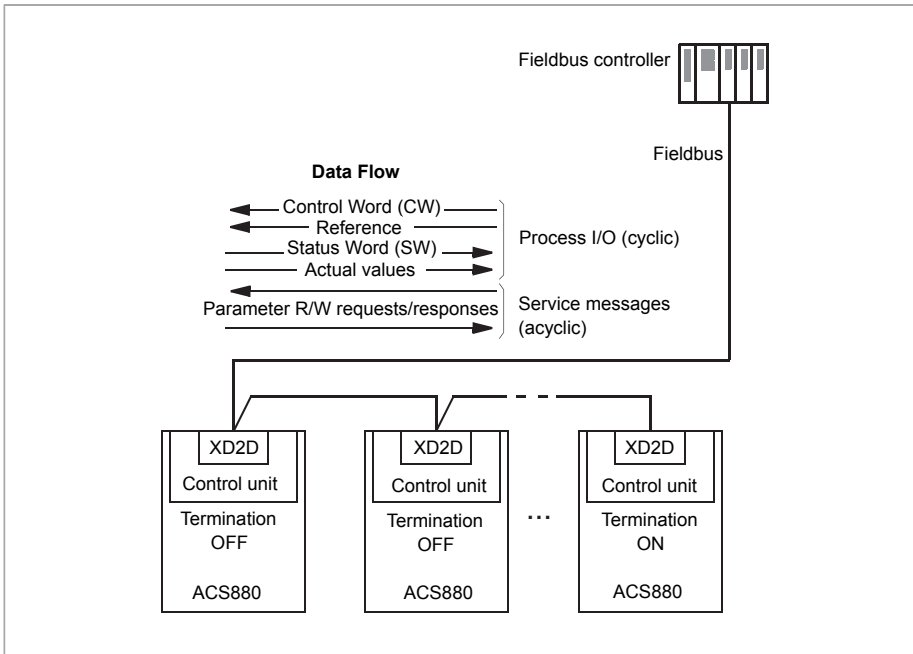 Fieldbus controller
Fieldbus
Data Flow
Control Word (CW)
Reference
Status Word (SW)
Actual values
Process I/O (cyclic)
Parameter R/W requests/responses
Service messages
(acyclic)
XD2D
Control unit
Termination
OFF
ACS880
XD2D
Control unit
Termination
OFF
ACS880
...
XD2D
Control unit
Termination
ON
ACS880